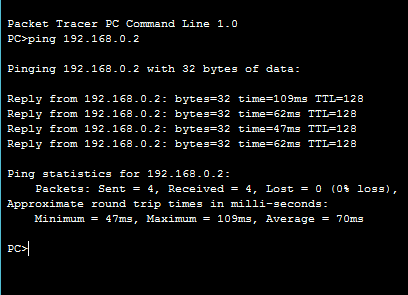 Packet Tracer PC Command Line 1.0
PC>ping 192.168.0.2
Pinging 192.168.0.2 with 32 bytes of data:
Reply from 192.168.0.2: bytes=32 time=109ms TTL=128
Reply from 192.168.0.2: bytes=32 time=62ms TTL=128
Reply from 192.168.0.2: bytes=32 time=47ms TTL=128
Reply from 192.168.0.2: bytes=32 time=62ms TTL=128
Ping statistics for 192.168.0.2:
    Packets: Sent = 4, Received = 4, Lost = 0 (0% loss),
Approximate round trip times in milli-seconds:
    Minimum = 47ms, Maximum = 109ms, Average = 70ms
PC>